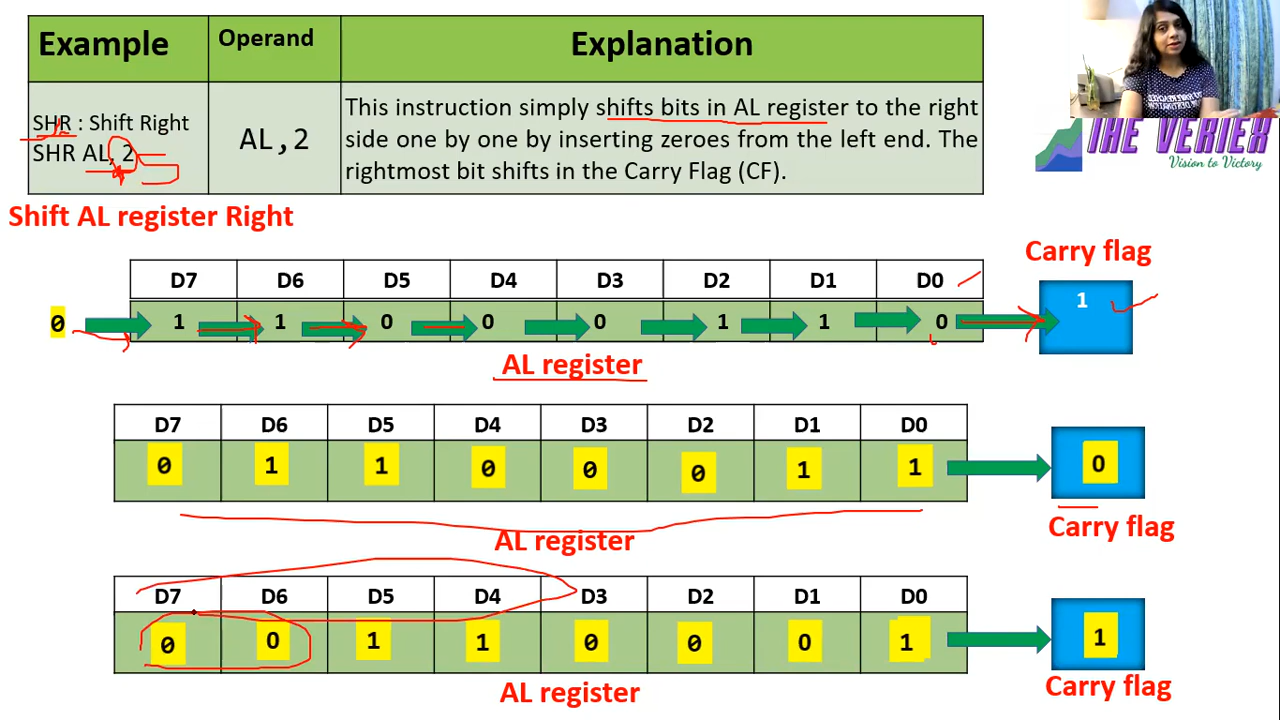 Example Operand Explanation
SHR : Shift Right
SHR AL, 2
AL,2
This instruction simply shifts bits in AL register to the right
side one by one by inserting zeroes from the left end. The
rightmost bit shifts in the Carry Flag (CF).
THE VERIER
Vision to Victory
Shift AL register Right
Carry flag
D7 D6 D5 D4 D3 D2 D1 D0
0 1 1 0 0 0 1 1 0 1
AL register
D7 D6 D5 D4 D3 D2 D1 D0
0 1 1 0 0 0 1 1 0
AL register
Carry flag
D7 D6 D5 D4 D3 D2 D1 D0
0 0 1 1 0 0 0 1 1
AL register
Carry flag